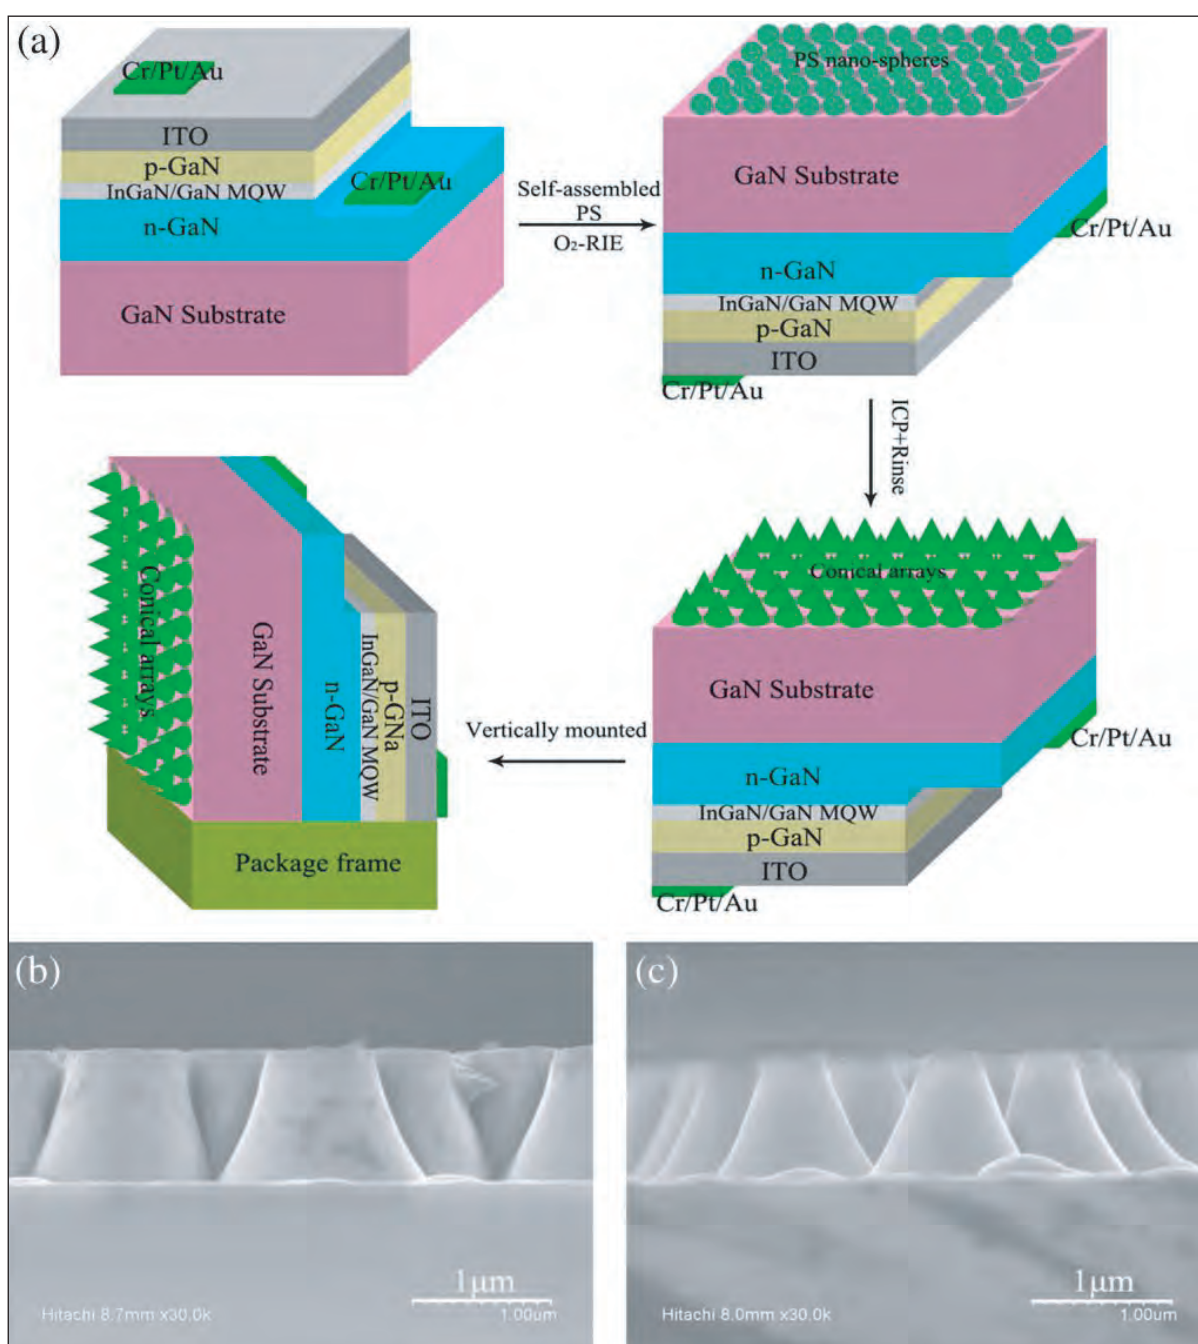 (a)
Cr/Pt/Au
ITO
p-GaN
InGaN/GaN MQW
Cr/Pt/Au
n-GaN
GaN Substrate
Self-assembled
PS
O₂-RIE
PS nano-spheres
GaN Substrate
Cr/Pt/Au
n-GaN
InGaN/GaN MQW
p-GaN
ITO
Cr/Pt/Au
ICP+Rinse
Conical arrays
GaN Substrate
Cr/Pt/Au
n-GaN
InGaN/GaN MQW
p-GaN
ITO
Cr/Pt/Au
Vertically mounted
Conical arrays
GaN Substrate
n-GaN
InGaN/GaN MQW
p-GNa
ITO
Package frame
(b)
1µm
Hitachi 8.7mm x30.0k
1.00um
(c)
1µm
Hitachi 8.0mm x30.0k
1.00um